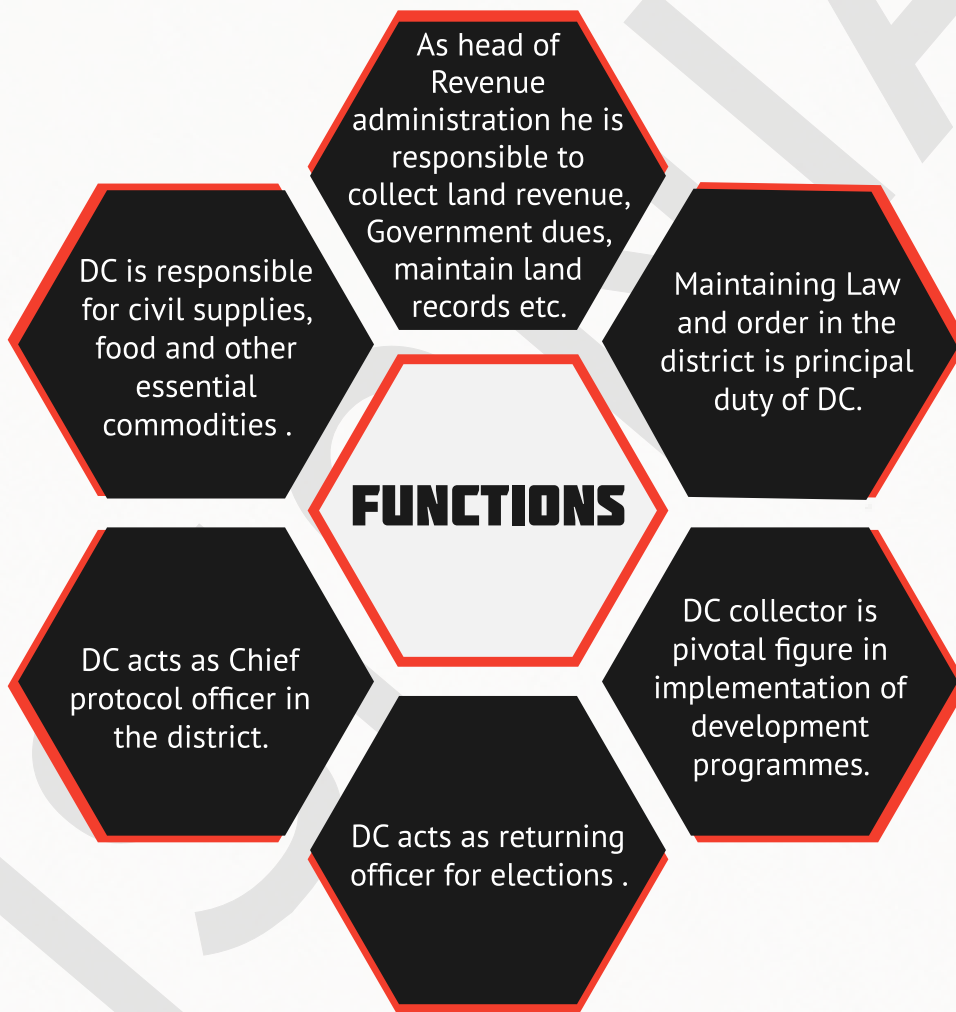 As head of
Revenue
administration he is
responsible to
collect land revenue,
Government dues,
maintain land
records etc.
Maintaining Law
and order in the
district is principal
duty of DC.
DC collector is
pivotal figure in
implementation of
development
programmes.
DC acts as returning
officer for elections .
DC acts as Chief
protocol officer in
the district.
DC is responsible
for civil supplies,
food and other
essential
commodities .
FUNCTIONS